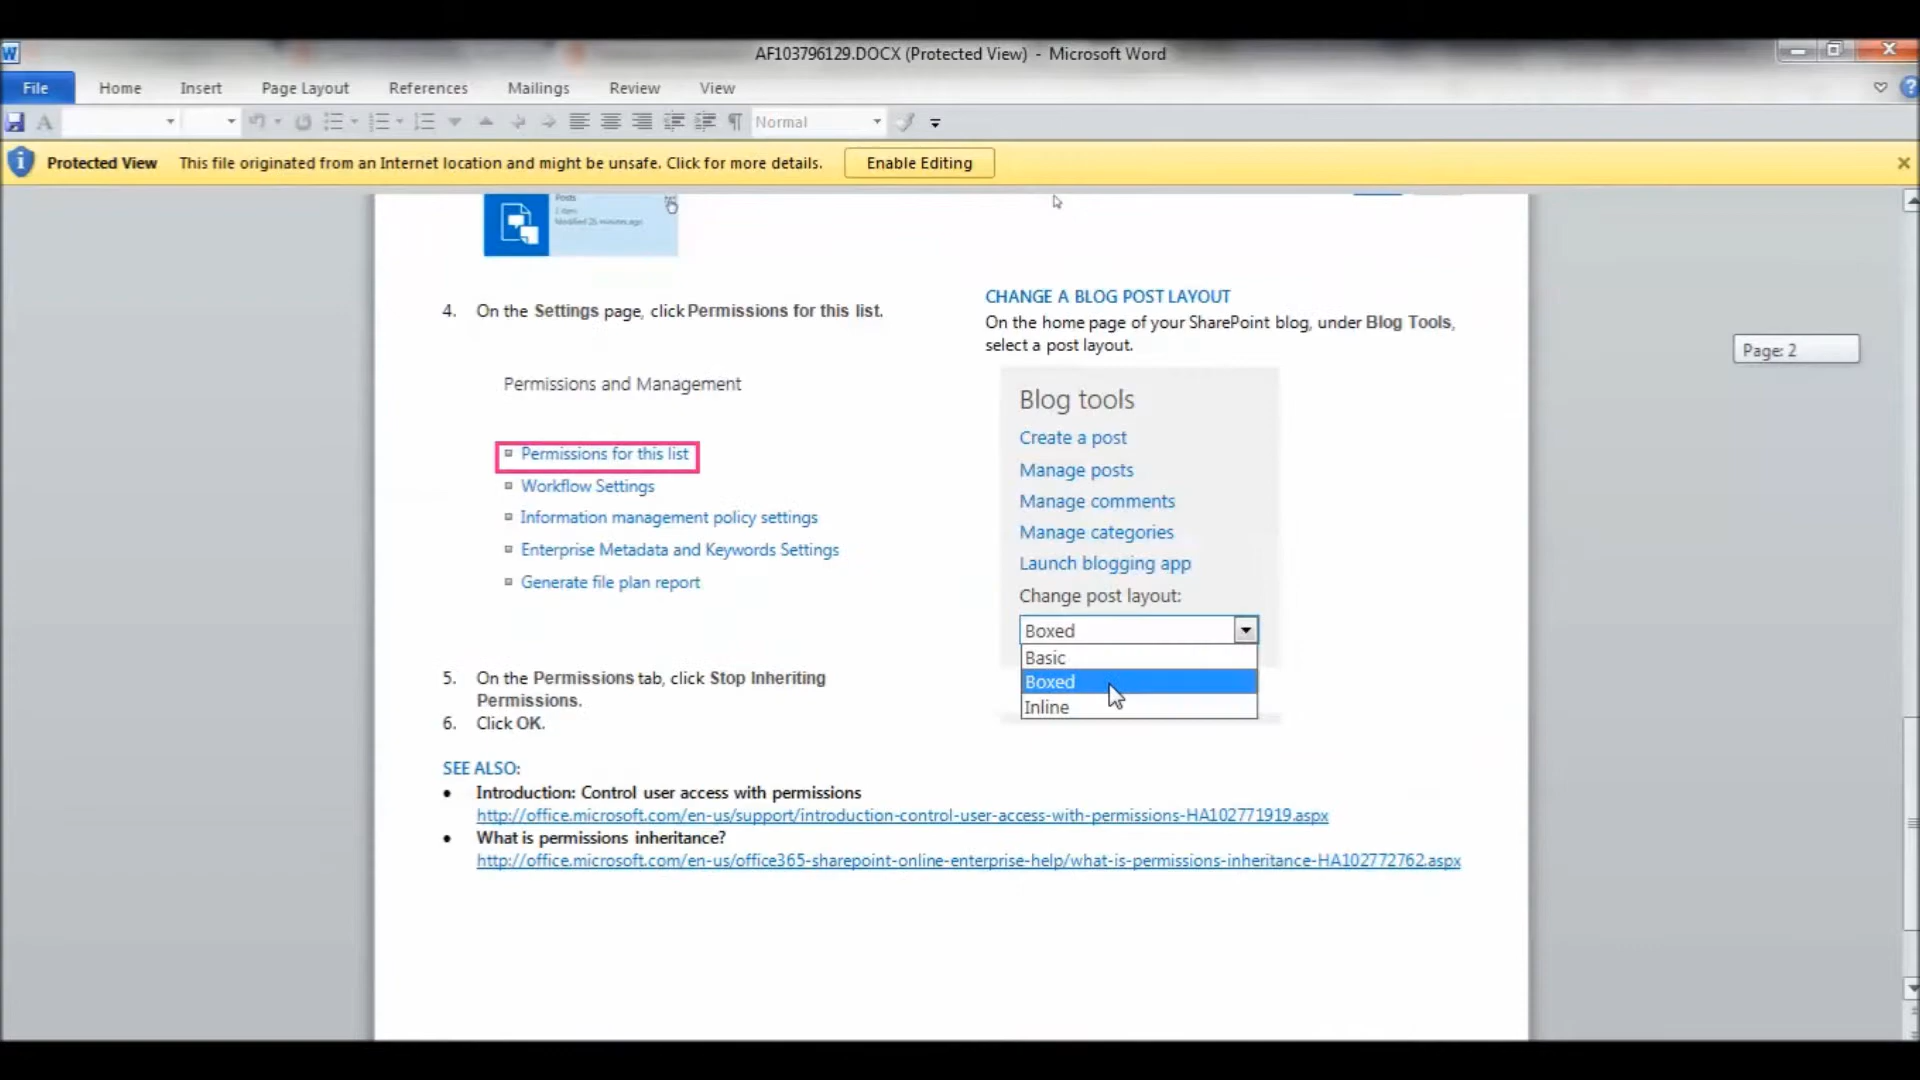 AF103796129.DOCX (Protected View) - Microsoft Word
File Home Insert Page Layout References Mailings Review View
Normal
Protected View This file originated from an Internet location and might be unsafe. Click for more details. Enable Editing
Posts
Modified 26 minutes ago
4. On the Settings page, click Permissions for this list.
Permissions and Management
Permissions for this list
Workflow Settings
Information management policy settings
Enterprise Metadata and Keywords Settings
Generate file plan report
5. On the Permissions tab, click Stop Inheriting
Permissions.
6. Click OK.
CHANGE A BLOG POST LAYOUT
On the home page of your SharePoint blog, under Blog Tools,
select a post layout.
Blog tools
Create a post
Manage posts
Manage comments
Manage categories
Launch blogging app
Change post layout:
Boxed
Basic
Boxed
Inline
Page: 2
SEE ALSO:
• Introduction: Control user access with permissions
http://office.microsoft.com/en-us/support/introduction-control-user-access-with-permissions-HA102771919.aspx
• What is permissions inheritance?
http://office.microsoft.com/en-us/office365-sharepoint-online-enterprise-help/what-is-permissions-inheritance-HA102772762.aspx